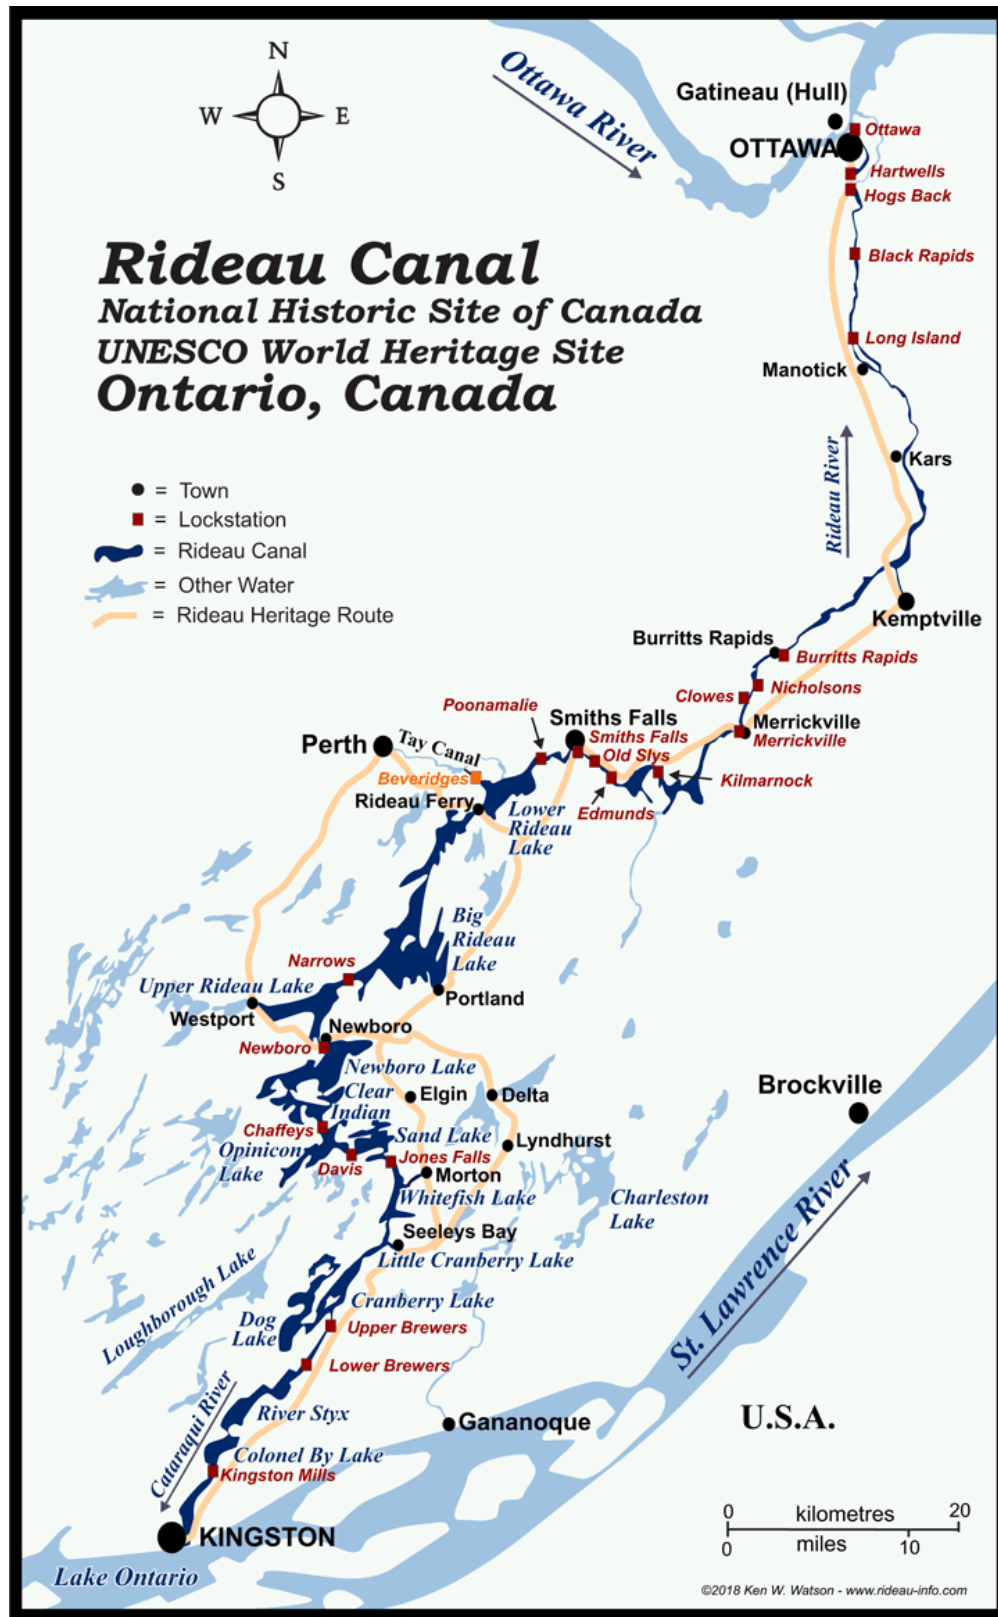 N
W E
S
Ottawa River
Gatineau (Hull)
OTTAWA
Ottawa
Hartwells
Hogs Back
Rideau Canal
National Historic Site of Canada
UNESCO World Heritage Site
Ontario, Canada
Black Rapids
Long Island
Manotick
Kars
Rideau River
= Town
= Lockstation
= Rideau Canal
= Other Water
= Rideau Heritage Route
Kemptville
Burritts Rapids
Burritts Rapids
Nicholsons
Clowes
Merrickville
Merrickville
Poonamalie
Smiths Falls
Smiths Falls
Old Slys
Kilmarnock
Edmunds
Perth
Tay Canal
Beveridges
Rideau Ferry
Lower
Rideau
Lake
Big
Rideau
Lake
Narrows
Upper Rideau Lake
Westport
Portland
Newboro
Newboro
Newboro Lake
Clear
Indian
Elgin
Delta
Brockville
Chaffeys
Opinicon
Lake
Sand Lake
Lyndhurst
Davis
Jones Falls
Morton
Whitefish Lake
Charleston
Lake
Seeleys Bay
Little Cranberry Lake
Loughborough Lake
Dog
Lake
Cranberry Lake
Upper Brewers
Lower Brewers
St. Lawrence River
Cataraqui River
River Styx
Gananoque
U.S.A.
Colonel By Lake
Kingston Mills
KINGSTON
Lake Ontario
0 kilometres 20
0 miles 10
©2018 Ken W. Watson - www.rideau-info.com